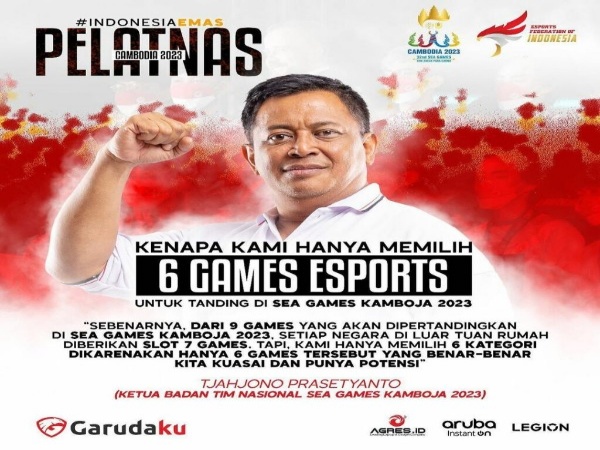 #INDONESIAEMAS
PELATNAS
CAMBODIA 2023
CAMBODIA 2023
ESPORTS
FEDERATION OF
INDONESIA
KENAPA KAMI HANYA MEMILIH
6 GAMES ESPORTS
UNTUK TANDING DI SEA GAMES KAMBOJA 2023
"SEBENARNYA, DARI 9 GAMES YANG AKAN DIPERTANDINGKAN
DI SEA GAMES KAMBOJA 2023, SETIAP NEGARA DI LUAR TUAN RUMAH
DIBERIKAN SLOT 7 GAMES. TAPI, KAMI HANYA MEMILIH 6 KATEGORI
DIKARENAKAN HANYA 6 GAMES TERSEBUT YANG BENAR-BENAR
KITA KUASAI DAN PUNYA POTENSI"
TJAHJONO PRASETYANTO
(KETUA BADAN TIM NASIONAL SEA GAMES KAMBOJA 2023)
Garudaku
AGRES.ID
aruba
Instant On
LEGION